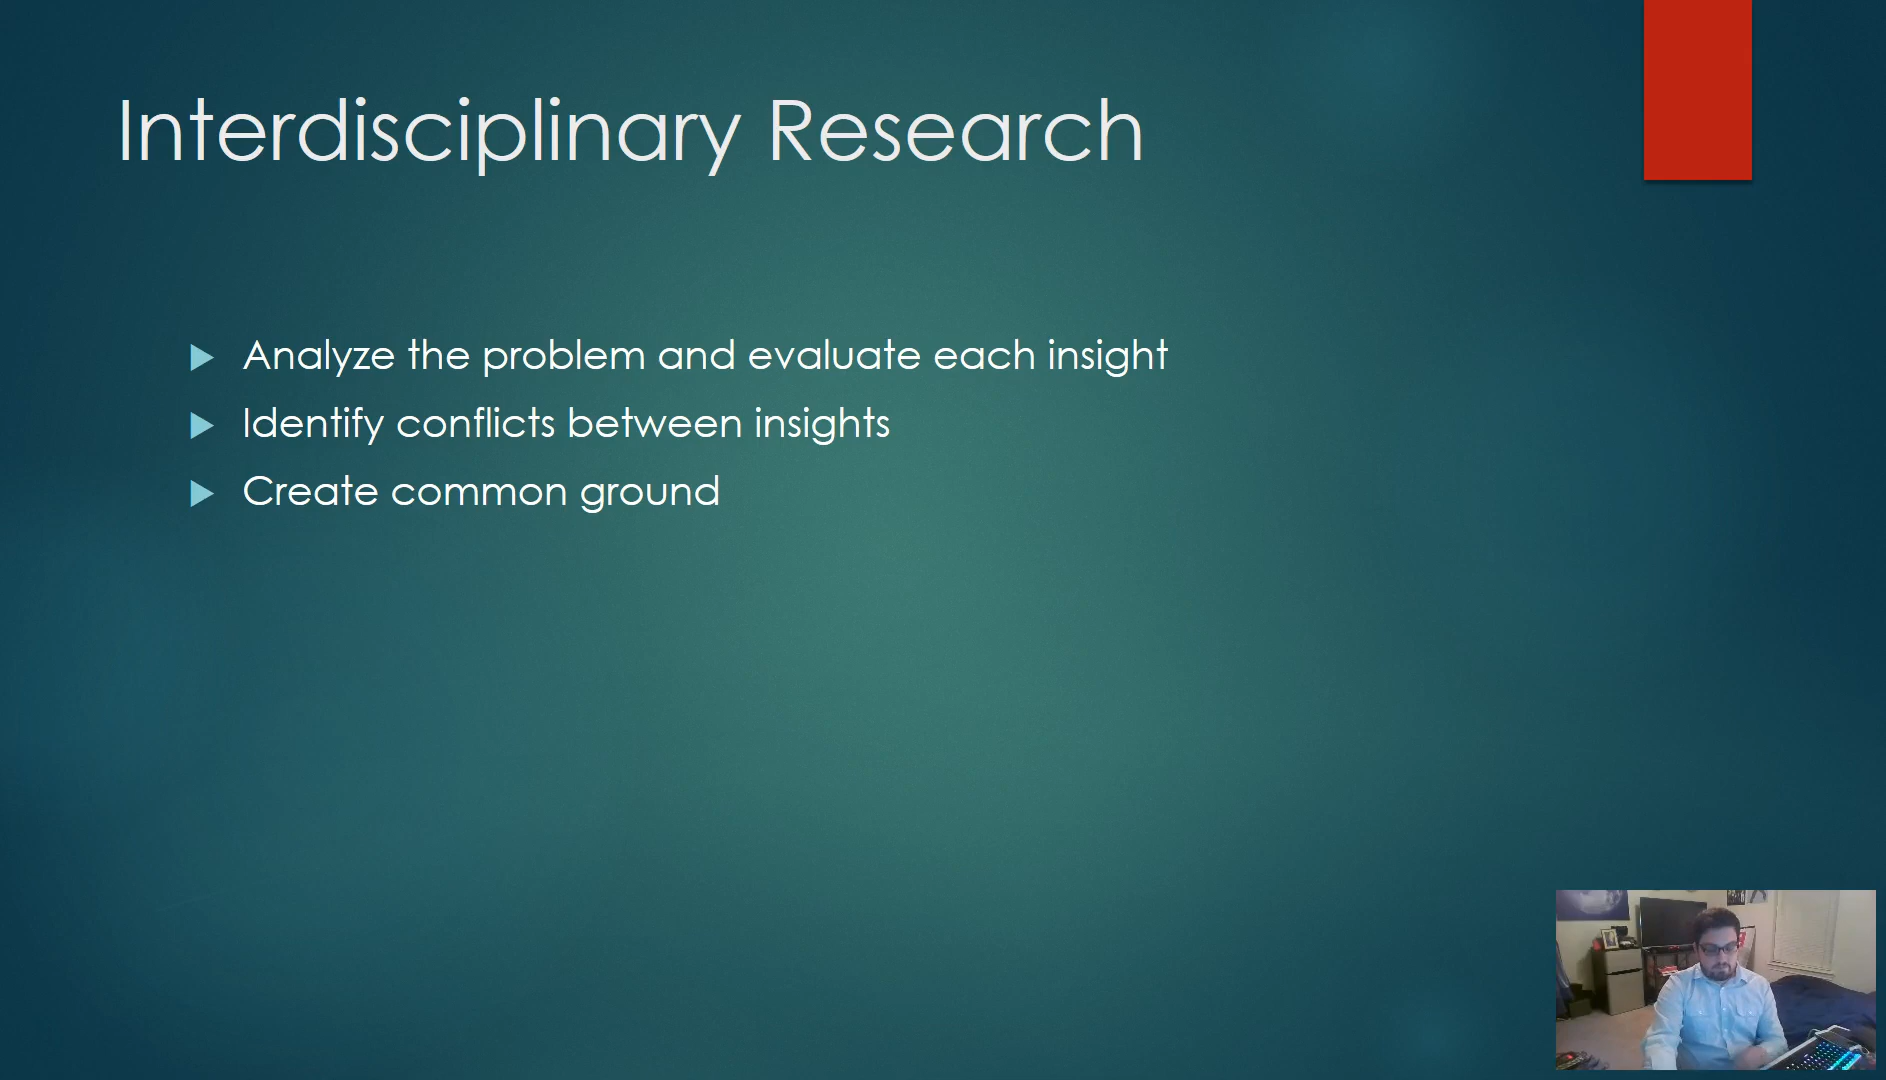 Interdisciplinary Research
Analyze the problem and evaluate each insight
Identify conflicts between insights
Create common ground